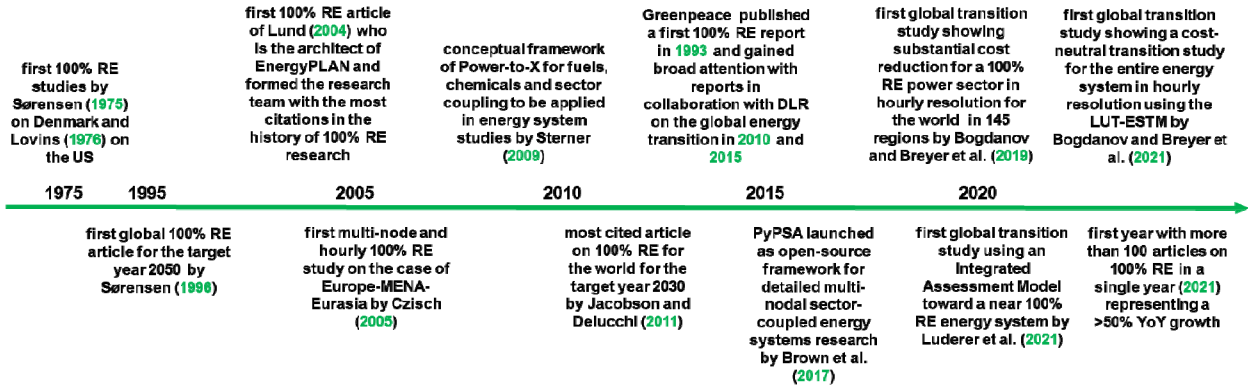 first 100% RE
studies by
Sørensen (1975)
on Denmark and
Lovins (1976) on
the US
first 100% RE article
of Lund (2004) who
is the architect of
EnergyPLAN and
formed the research
team with the most
citations in the
history of 100% RE
research
conceptual framework
of Power-to-X for fuels,
chemicals and sector
coupling to be applied
in energy system
studies by Sterner
(2009)
Greenpeace published
a first 100% RE report
in 1993 and gained
broad attention with
reports in
collaboration with DLR
on the global energy
transition in 2010 and
2015
first global transition
study showing
substantial cost
reduction for a 100%
RE power sector in
hourly resolution for
the world in 145
regions by Bogdanov
and Breyer et al. (2019)
first global transition
study showing a cost-
neutral transition study
for the entire energy
system in hourly
resolution using the
LUT-ESTM by
Bogdanov and Breyer et
al. (2021)
1975 1995 2005 2010 2015 2020
first global 100% RE
article for the target
year 2050 by
Sørensen (1996)
first multi-node and
hourly 100% RE
study on the case of
Europe-MENA-
Eurasia by Czisch
(2005)
most cited article
on 100% RE for
the world for the
target year 2030
by Jacobson and
Delucchi (2011)
PyPSA launched
as open-source
framework for
detailed multi-
nodal sector-
coupled energy
systems research
by Brown et al.
(2017)
first global transition
study using an
Integrated
Assessment Model
toward a near 100%
RE energy system by
Luderer et al. (2021)
first year with more
than 100 articles on
100% RE in a
single year (2021)
representing a
>50% YoY growth